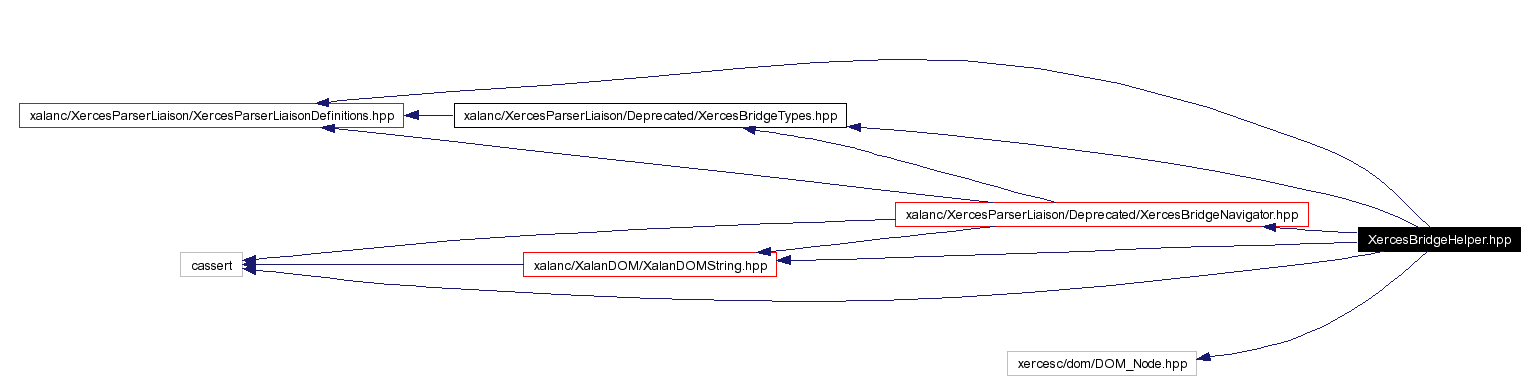 xalanc/XercesParserLiaison/XercesParserLiaisonDefinitions.hpp
xalanc/XercesParserLiaison/Deprecated/XercesBridgeTypes.hpp
xalanc/XercesParserLiaison/Deprecated/XercesBridgeNavigator.hpp
XercesBridgeHelper.hpp
cassert
xalanc/XalanDOM/XalanDOMString.hpp
xercesc/dom/DOM_Node.hpp